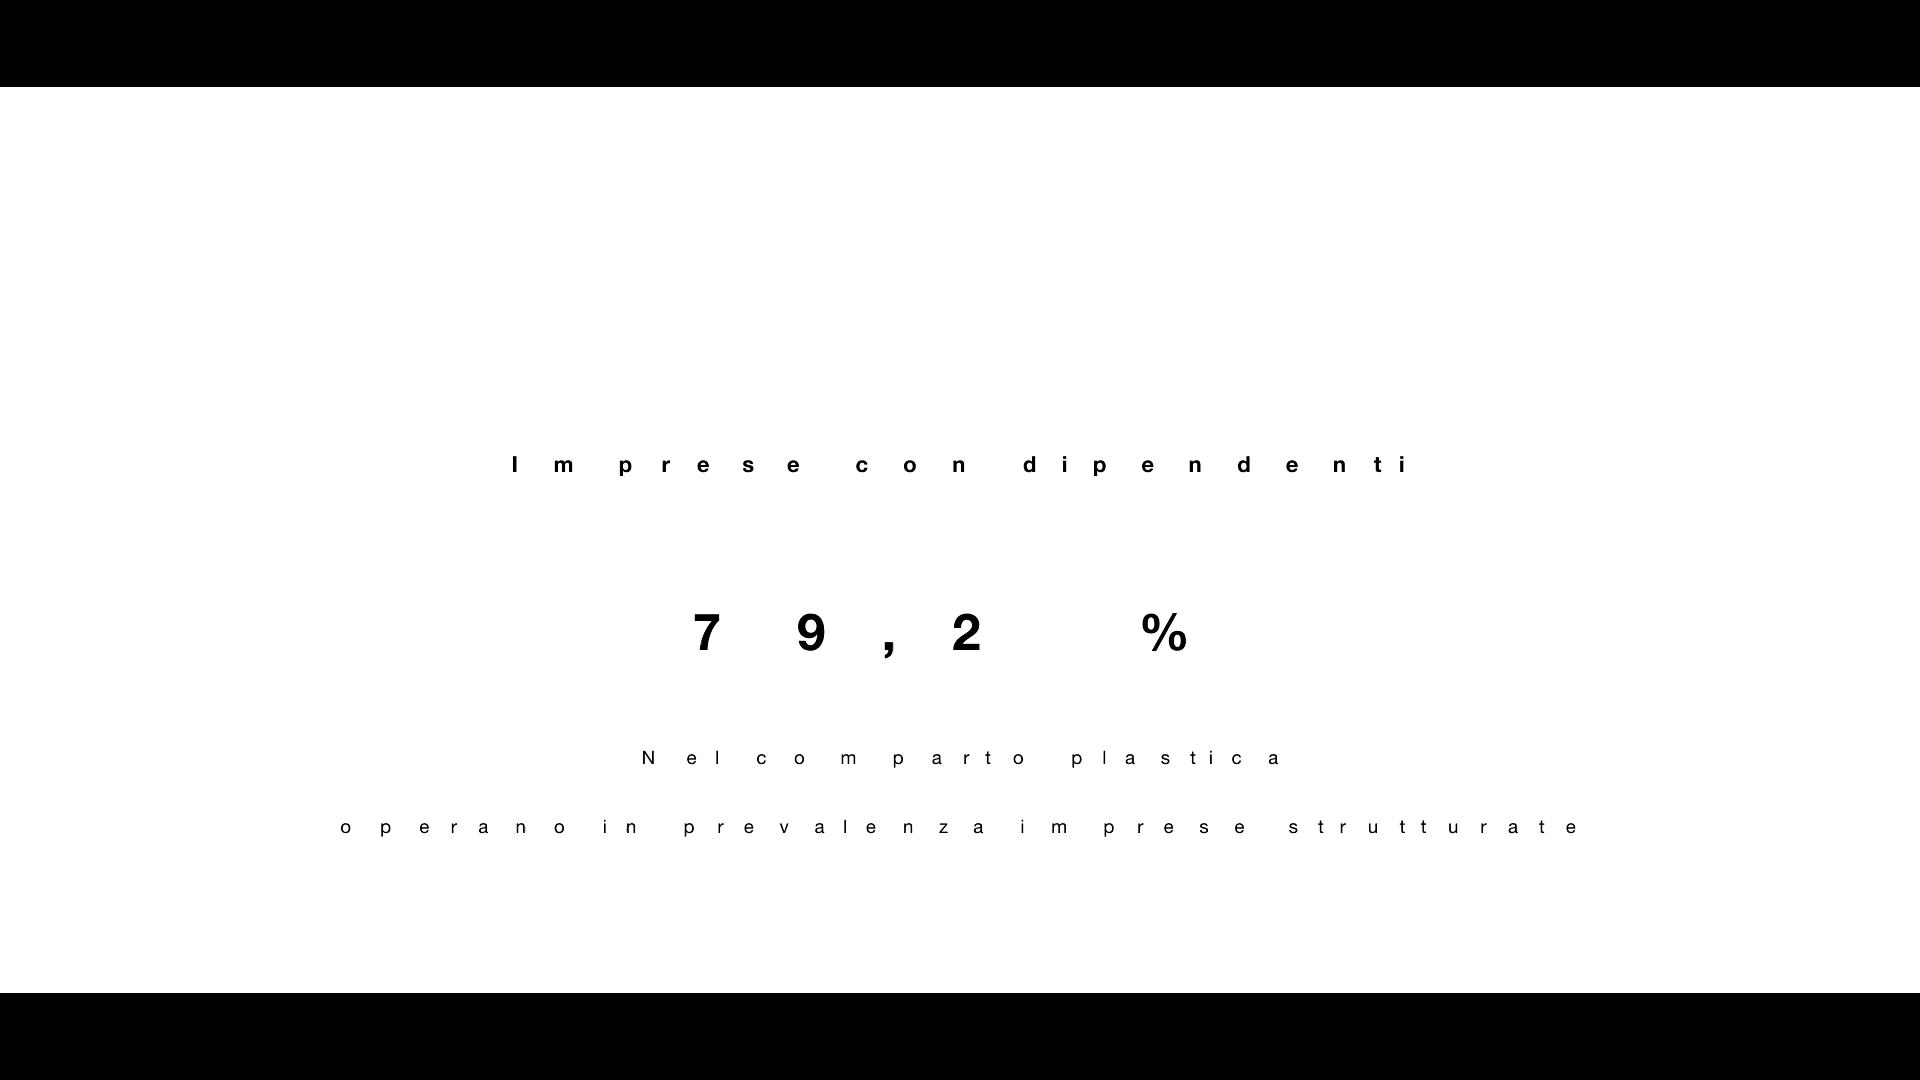 Imprese con dipendenti
79,2 %
Nel comparto plastica
operano in prevalenza imprese strutturate